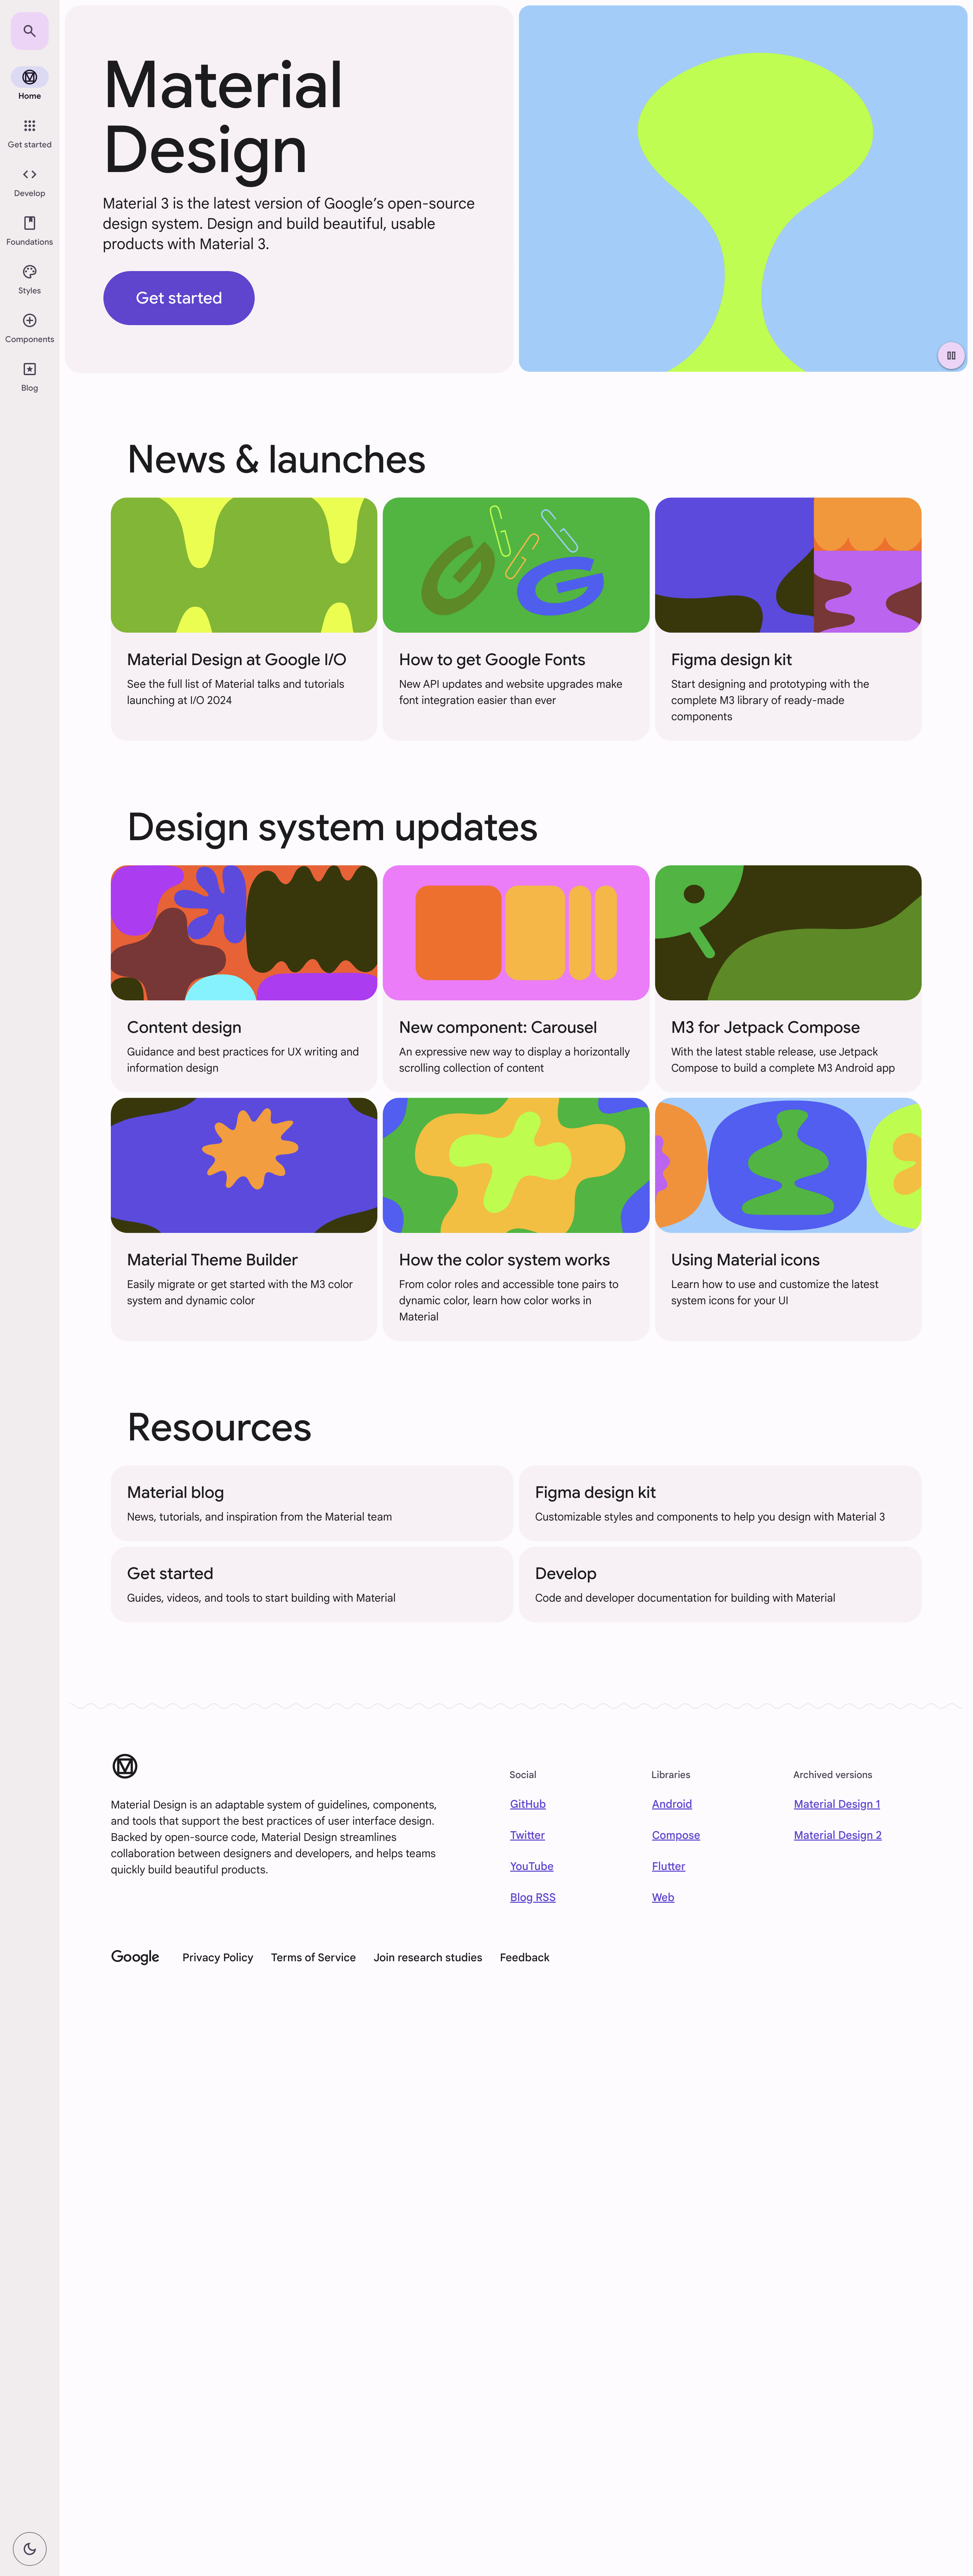 Home
Get started
Develop
Foundations
Styles
Components
Blog
Material
Design
Material 3 is the latest version of Google’s open-source
design system. Design and build beautiful, usable
products with Material 3.
Get started
News & launches
Material Design at Google I/O
See the full list of Material talks and tutorials
launching at I/O 2024
How to get Google Fonts
New API updates and website upgrades make
font integration easier than ever
Figma design kit
Start designing and prototyping with the
complete M3 library of ready-made
components
Design system updates
Content design
Guidance and best practices for UX writing and
information design
New component: Carousel
An expressive new way to display a horizontally
scrolling collection of content
M3 for Jetpack Compose
With the latest stable release, use Jetpack
Compose to build a complete M3 Android app
Material Theme Builder
Easily migrate or get started with the M3 color
system and dynamic color
How the color system works
From color roles and accessible tone pairs to
dynamic color, learn how color works in
Material
Using Material icons
Learn how to use and customize the latest
system icons for your UI
Resources
Material blog
News, tutorials, and inspiration from the Material team
Figma design kit
Customizable styles and components to help you design with Material 3
Get started
Guides, videos, and tools to start building with Material
Develop
Code and developer documentation for building with Material
Material Design is an adaptable system of guidelines, components,
and tools that support the best practices of user interface design.
Backed by open-source code, Material Design streamlines
collaboration between designers and developers, and helps teams
quickly build beautiful products.
Social
GitHub
Twitter
YouTube
Blog RSS
Libraries
Android
Compose
Flutter
Web
Archived versions
Material Design 1
Material Design 2
Google
Privacy Policy
Terms of Service
Join research studies
Feedback